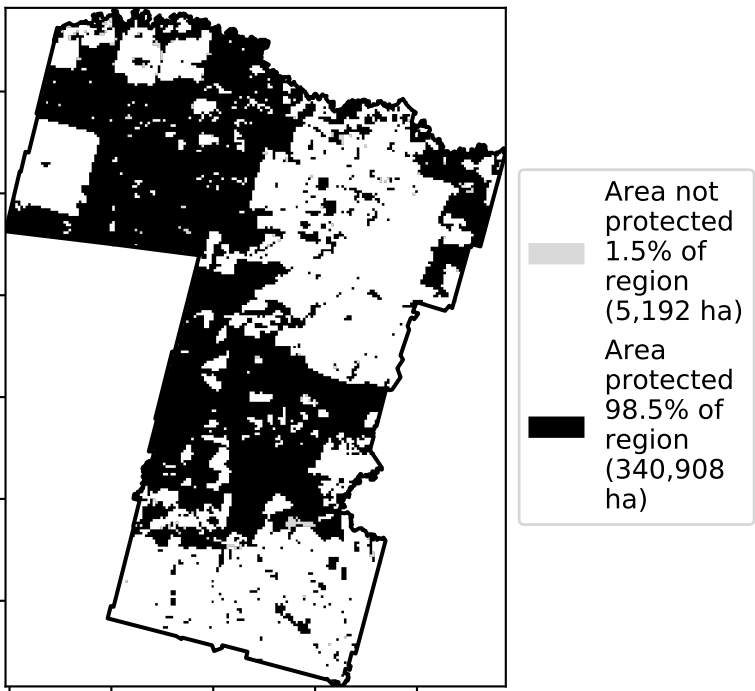 Area not
protected
1.5% of
region
(5,192 ha)
Area
protected
98.5% of
region
(340,908
ha)